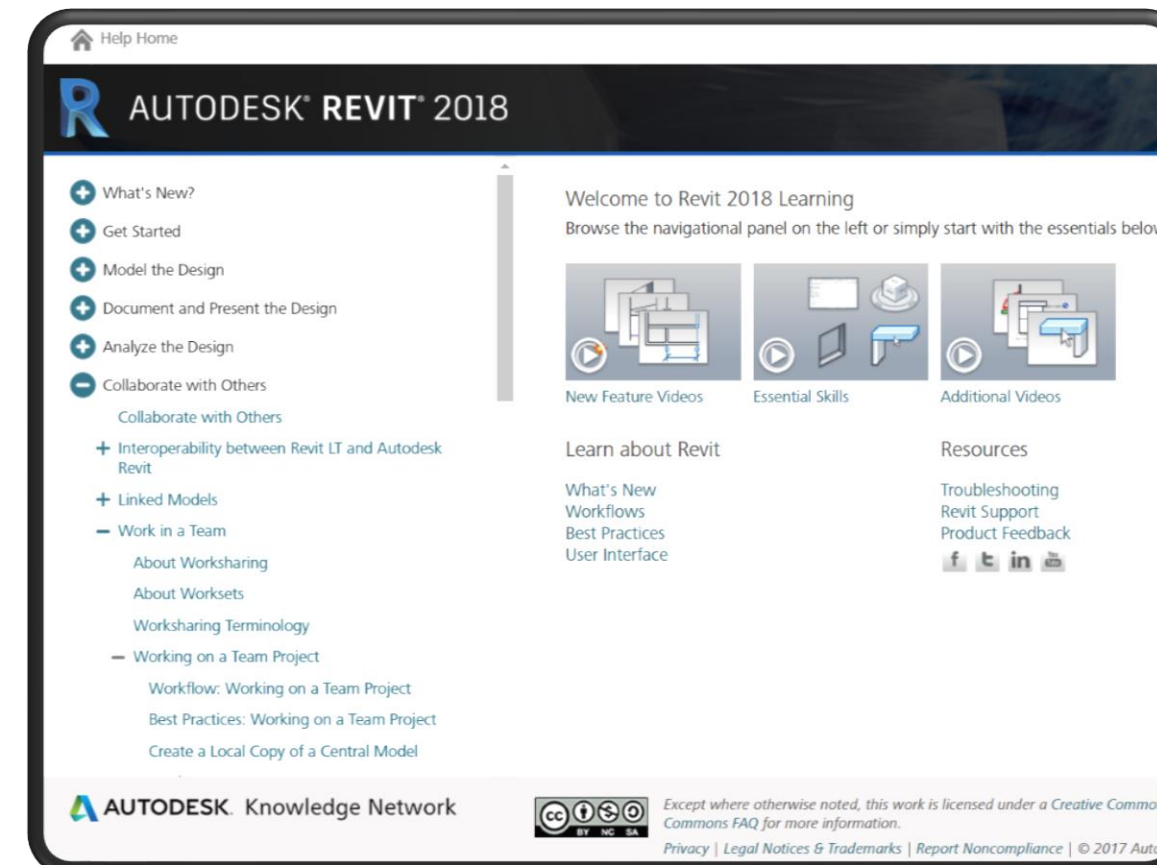 Help Home
AUTODESK® REVIT® 2018
What's New?
Get Started
Model the Design
Document and Present the Design
Analyze the Design
Collaborate with Others
Collaborate with Others
Interoperability between Revit LT and Autodesk
Revit
Linked Models
Work in a Team
About Worksharing
About Worksets
Worksharing Terminology
Working on a Team Project
Workflow: Working on a Team Project
Best Practices: Working on a Team Project
Create a Local Copy of a Central Model
Welcome to Revit 2018 Learning
Browse the navigational panel on the left or simply start with the essentials
New Feature Videos
Essential Skills
Additional Videos
Learn about Revit
What's New
Workflows
Best Practices
User Interface
Resources
Troubleshooting
Revit Support
Product Feedback
AUTODESK. Knowledge Network
CC BY NC SA
Except where otherwise noted, this work is licensed under a Creative
Commons FAQ for more information.
Privacy | Legal Notices & Trademarks | Report Noncompliance | © 2017